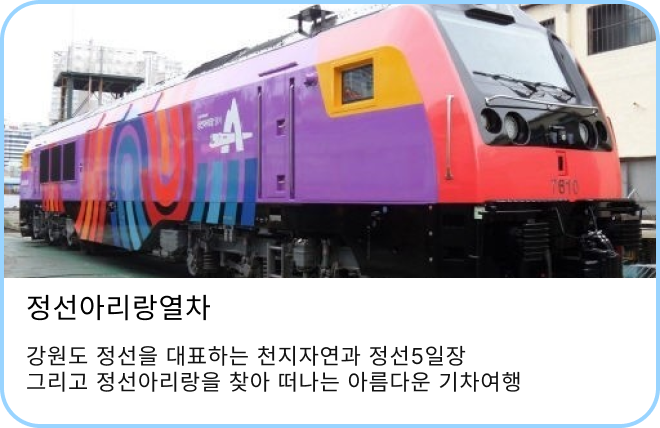 A
7610
정선아리랑열차
강원도 정선을 대표하는 천지자연과 정선5일장
그리고 정선아리랑을 찾아 떠나는 아름다운 기차여행